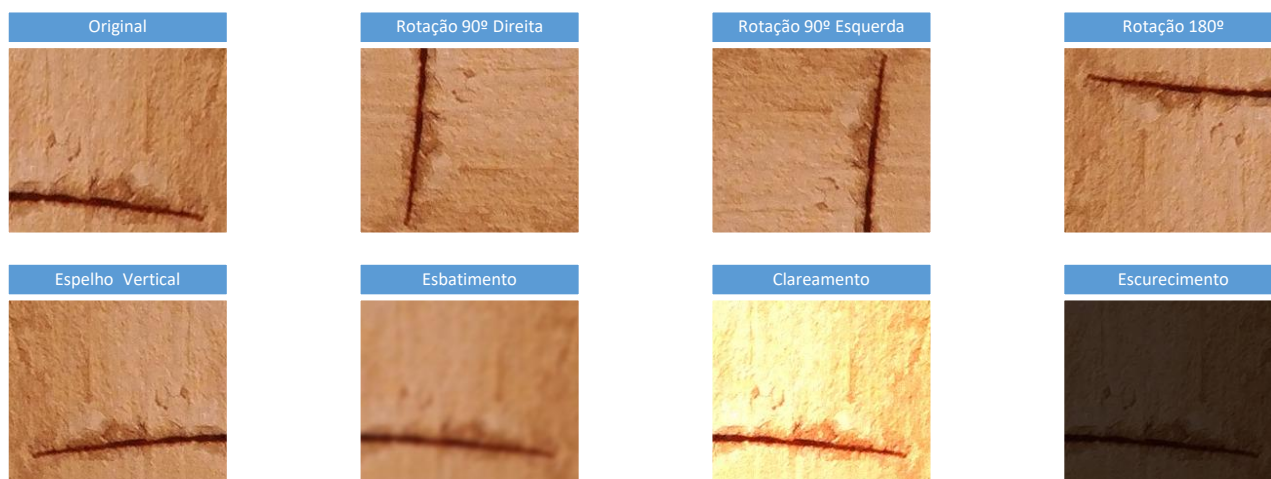 Original
Rotação 90º Direita
Rotação 90º Esquerda
Rotação 180º
Espelho Vertical
Esbatimento
Clareamento
Escurecimento